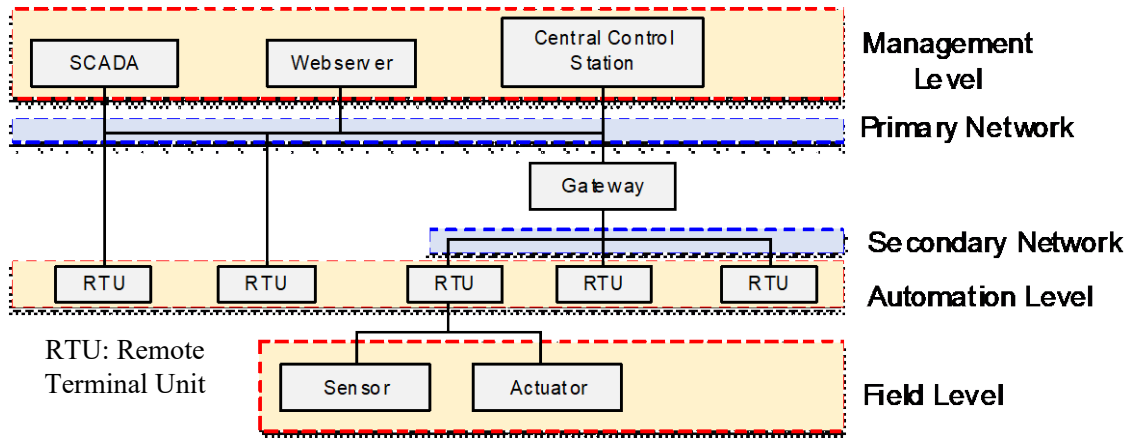 SCADA
Webserver
Central Control
Station
Management
Level
Primary Network
Gateway
Secondary Network
RTU
RTU
RTU
RTU
RTU
Automation Level
RTU: Remote
Terminal Unit
Sensor
Actuator
Field Level